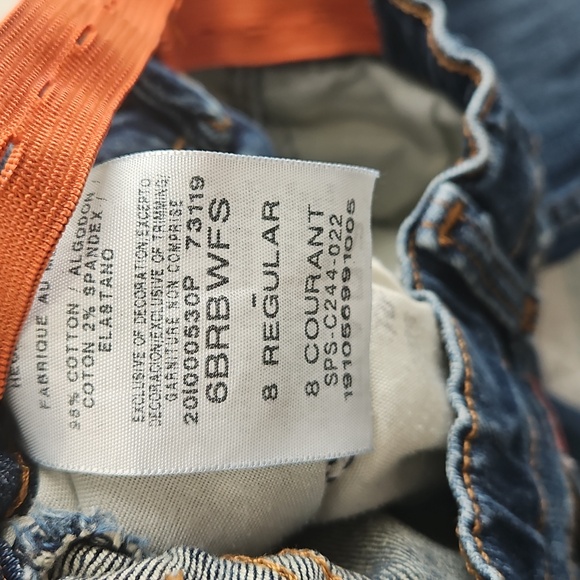 FABRIQUE AU
98% COTTON / ALGODON
COTON 2% SPANDEX /
ELASTANO
EXCLUSIVE OF DECORATION/EXCEPTO
DECORACION/EXCLUSIVE OF TRIMMING/
GARNITURE NON COMPRISE
20I000530P 73119
6BRBWFS
8 REGULAR
8 COURANT
SPS-C244-022
191056991005